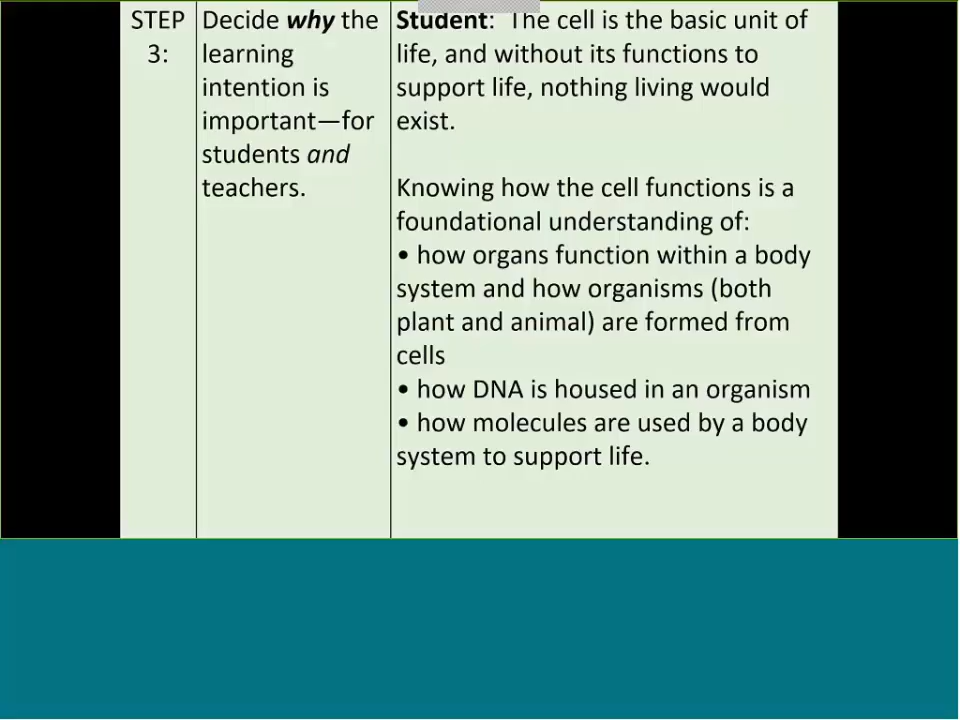 STEP
3:
Decide why the
learning
intention is
important—for
students and
teachers.
Student:  The cell is the basic unit of
life, and without its functions to
support life, nothing living would
exist.
Knowing how the cell functions is a
foundational understanding of:
• how organs function within a body
system and how organisms (both
plant and animal) are formed from
cells
• how DNA is housed in an organism
• how molecules are used by a body
system to support life.